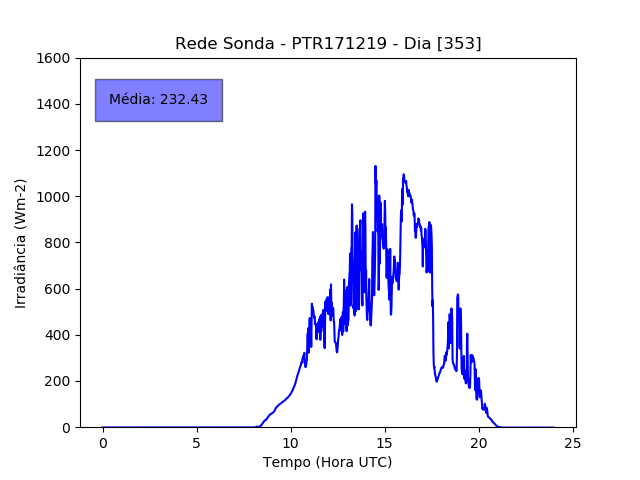 Rede Sonda - PTR171219 - Dia [353]
1600
1400
1200
1000
800
600
400
200
0
Média: 232.43
Irradiância (Wm-2)
0 5 10 15 20 25
Tempo (Hora UTC)